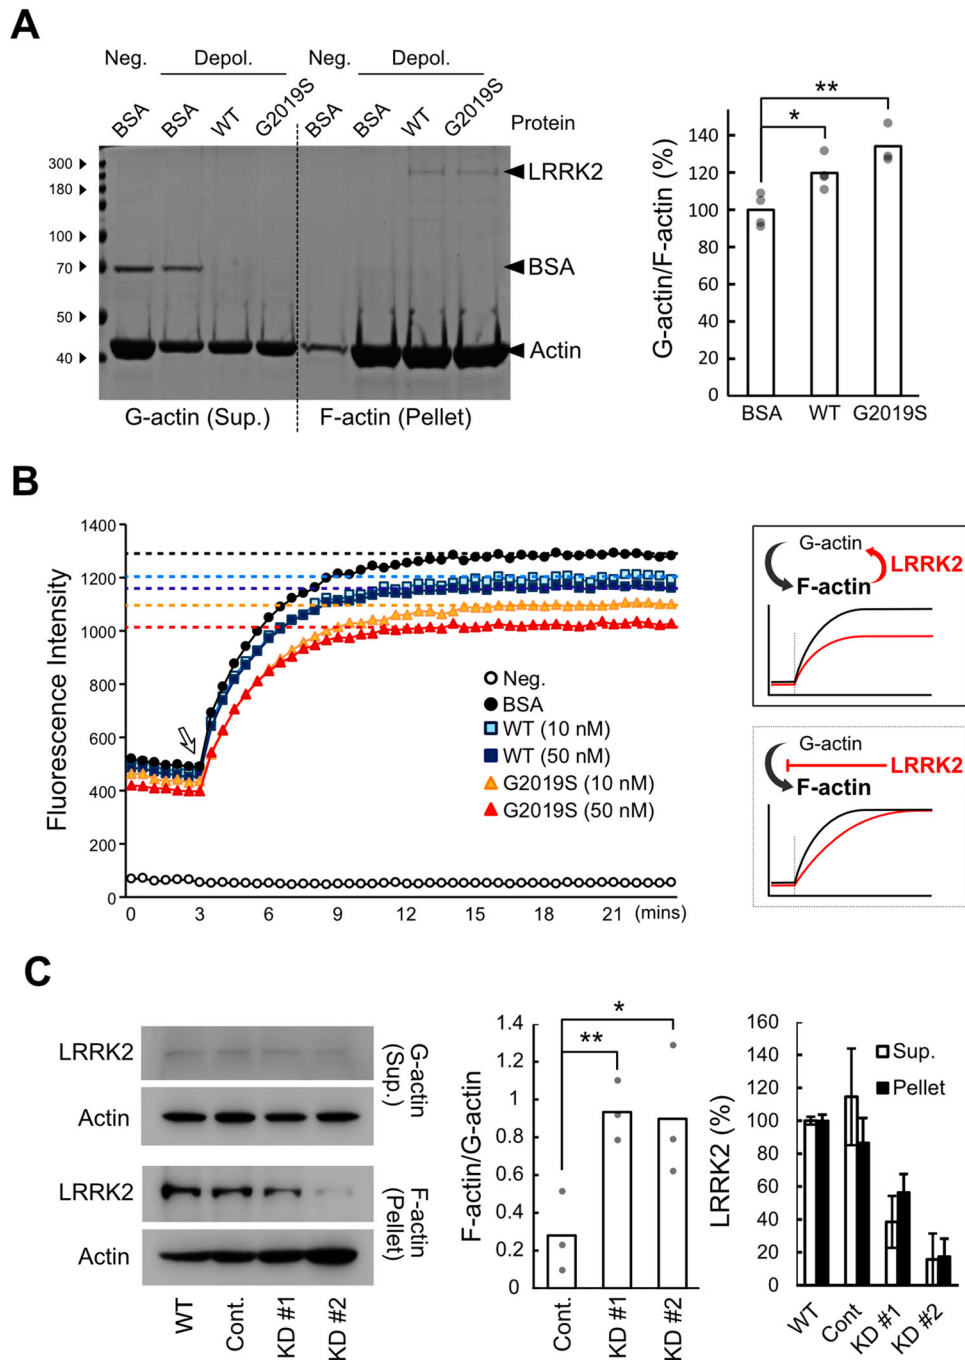 A
Neg. Depol. Neg. Depol.
BSA BSA WT G2019S BSA BSA WT G2019S Protein
300
180
100
70
50
40
LRRK2
BSA
Actin
G-actin (Sup.) F-actin (Pellet)
** 
*
G-actin/F-actin (%)
140
120
100
80
60
40
20
0
BSA WT G2019S
B
Fluorescence Intensity
1400
1200
1000
800
600
400
200
0
0 3 6 9 12 15 18 21 (mins)
Neg.
BSA
WT (10 nM)
WT (50 nM)
G2019S (10 nM)
G2019S (50 nM)
G-actin
LRRK2
F-actin
G-actin
LRRK2
F-actin
C
LRRK2
Actin
G-actin
(Sup.)
LRRK2
Actin
F-actin
(Pellet)
WT Cont. KD #1 KD #2
*
**
F-actin/G-actin
1.4
1.2
1
0.8
0.6
0.4
0.2
0
Cont. KD #1 KD #2
LRRK2 (%)
160
140
120
100
80
60
40
20
0
Sup.
Pellet
WT Cont KD #1 KD #2